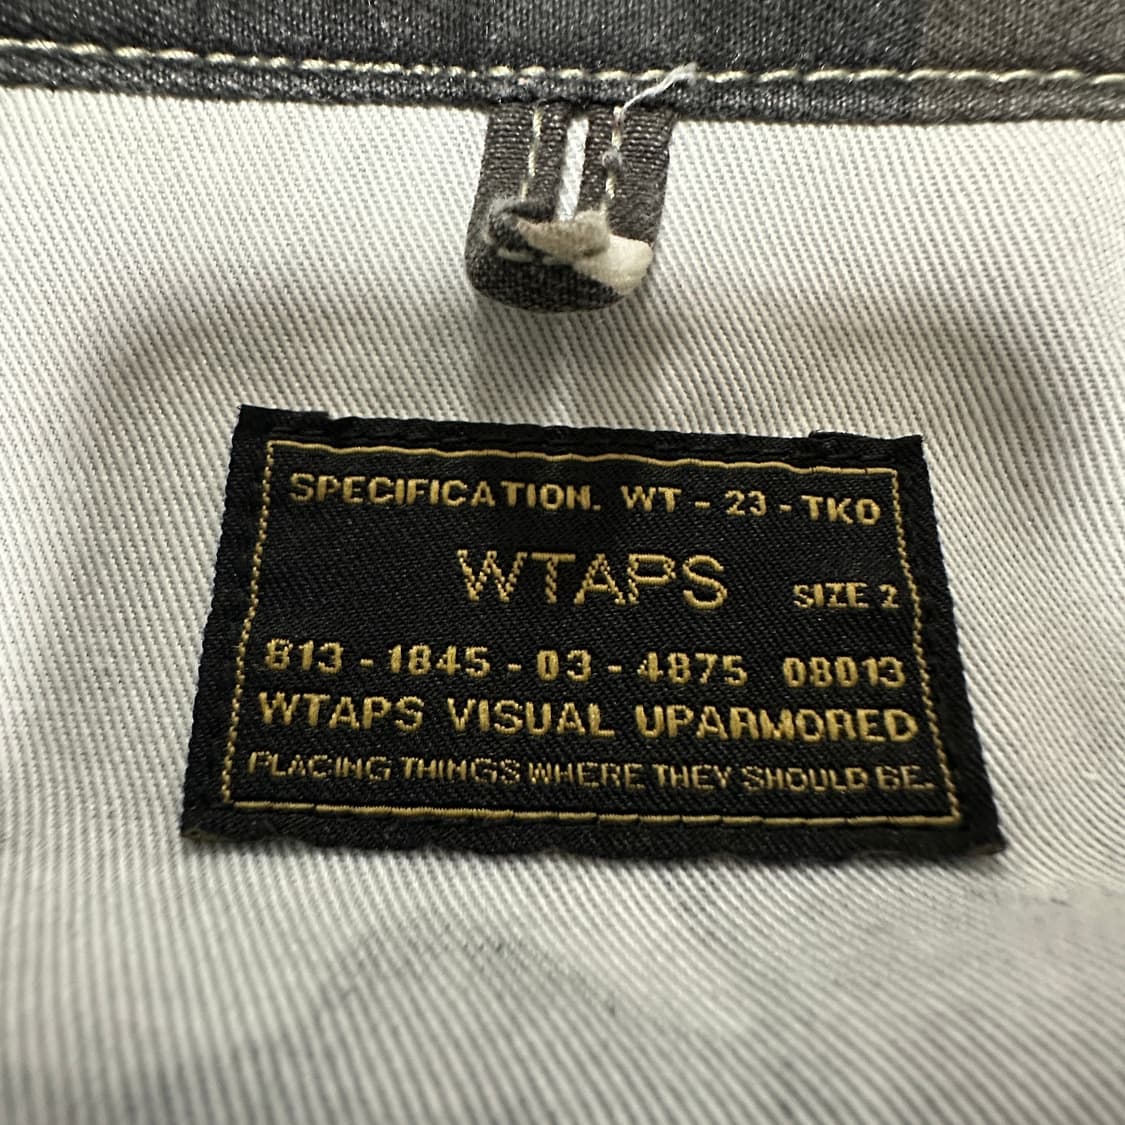 SPECIFICATION. WT - 23 - TKO
WTAPS SIZE 2
813 - 1845 - 03 - 4875 08013
WTAPS VISUAL UPARMORED
PLACING THINGS WHERE THEY SHOULD BE.